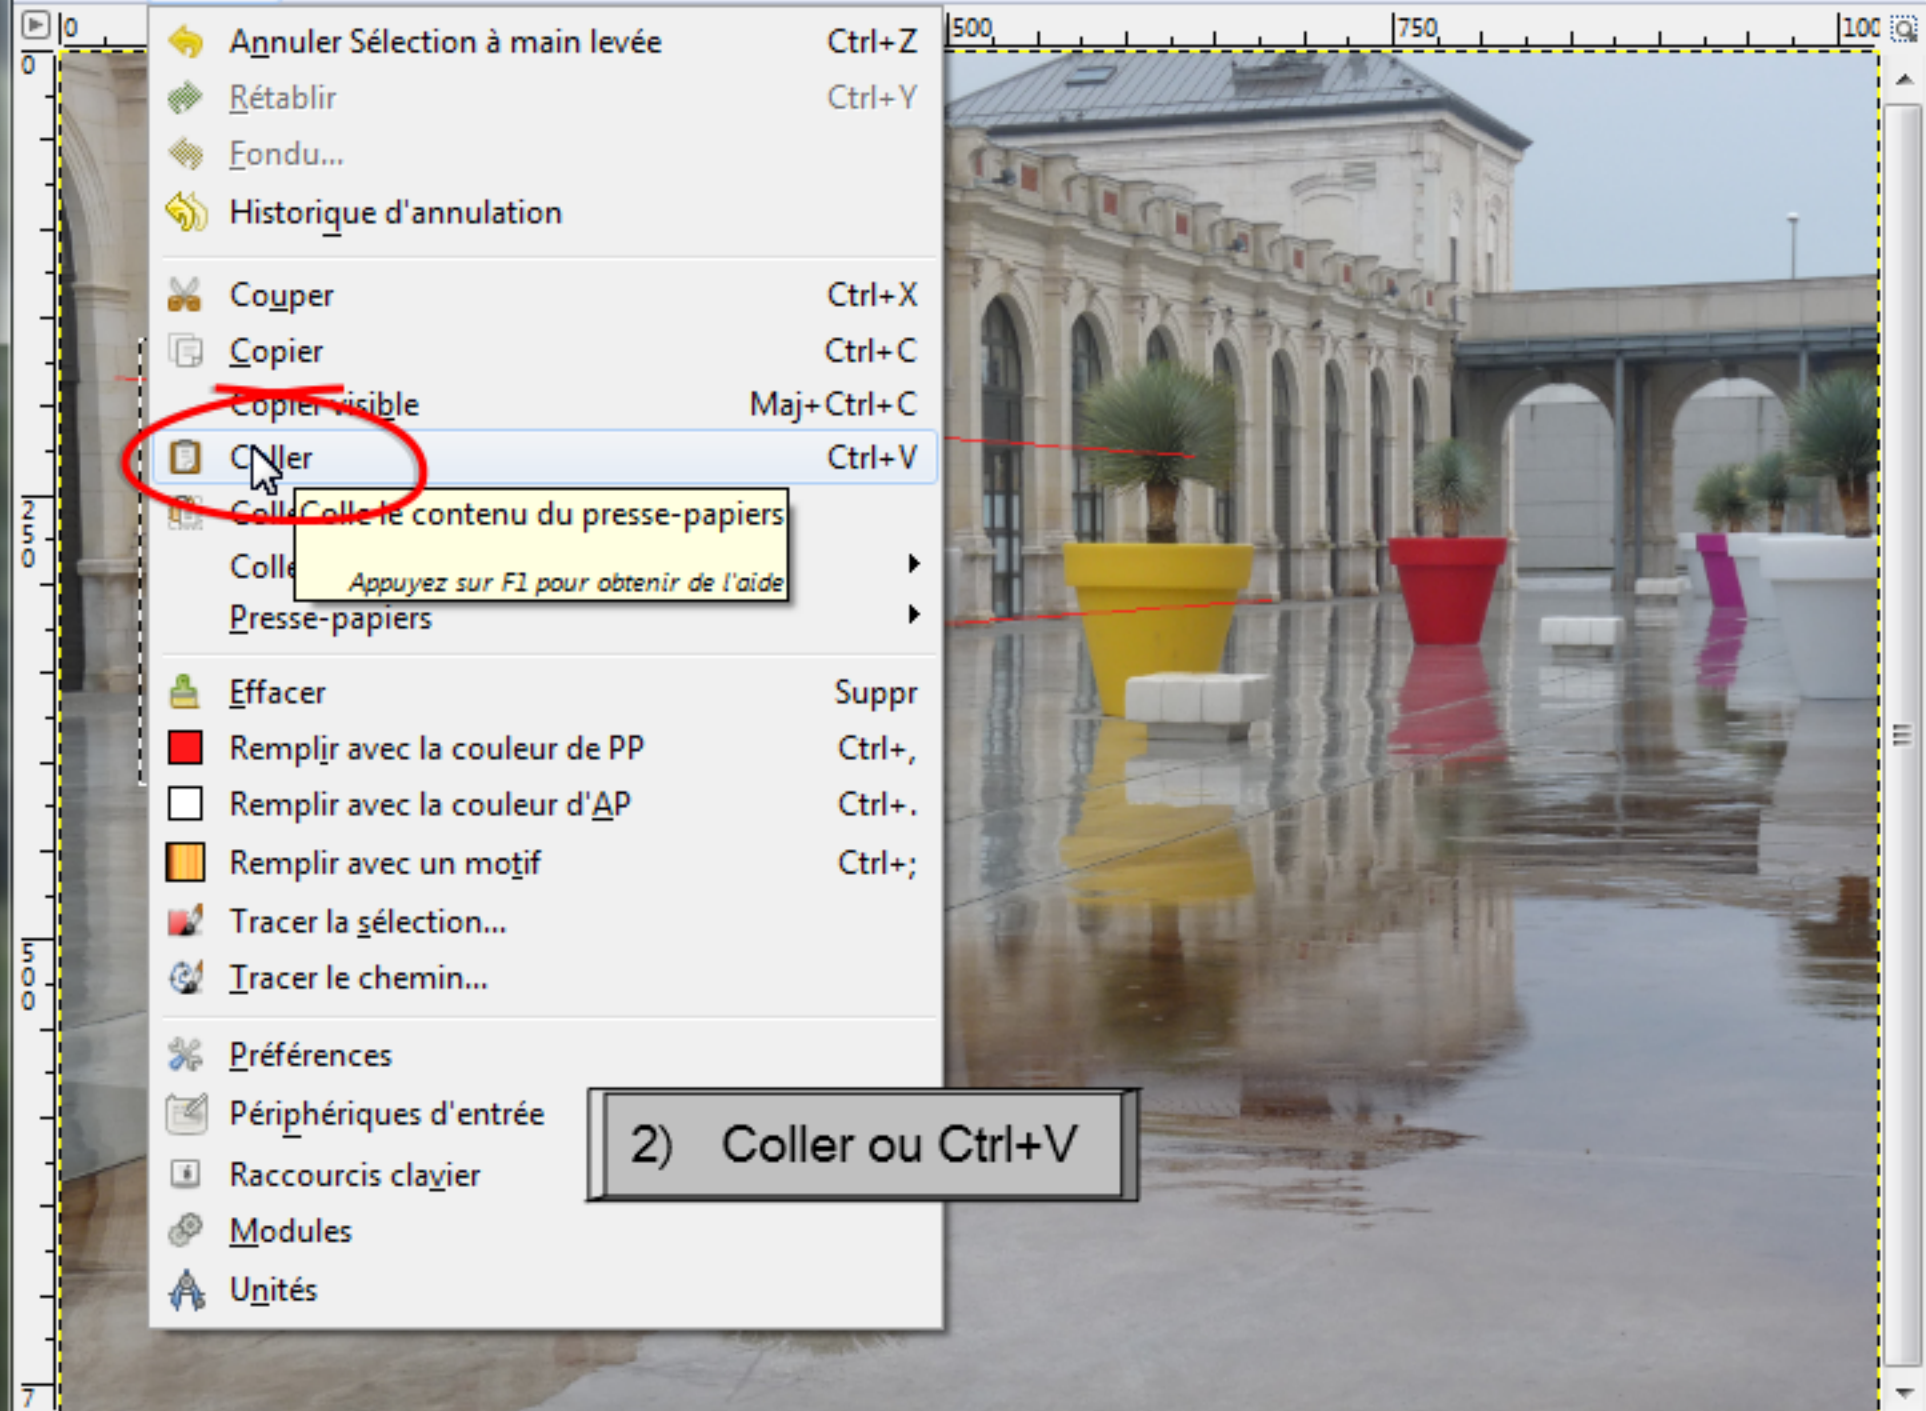 0 500 750 100
0
Annuler Sélection à main levée Ctrl+Z
Rétablir Ctrl+Y
Fondu...
Historique d'annulation
Couper Ctrl+X
Copier Ctrl+C
Copier visible Maj+Ctrl+C
Coller Ctrl+V
250
Colle le contenu du presse-papiers
Appuyez sur F1 pour obtenir de l'aide
Presse-papiers
Effacer Suppr
Remplir avec la couleur de PP Ctrl+,
Remplir avec la couleur d'AP Ctrl+.
Remplir avec un motif Ctrl+;
Tracer la sélection...
500
Tracer le chemin...
Préférences
Périphériques d'entrée
2) Coller ou Ctrl+V
Raccourcis clavier
Modules
Unités
7